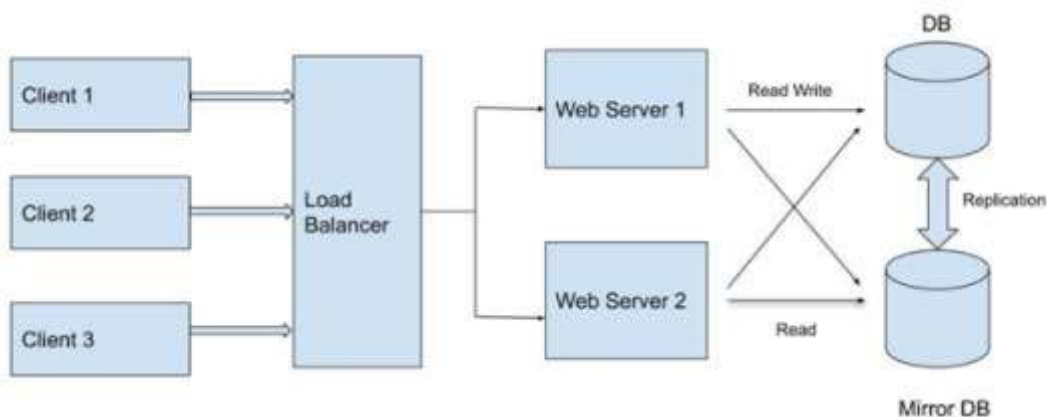 DB
Client 1
Client 2
Client 3
Load
Balancer
Web Server 1
Web Server 2
Read Write
Replication
Read
Mirror DB